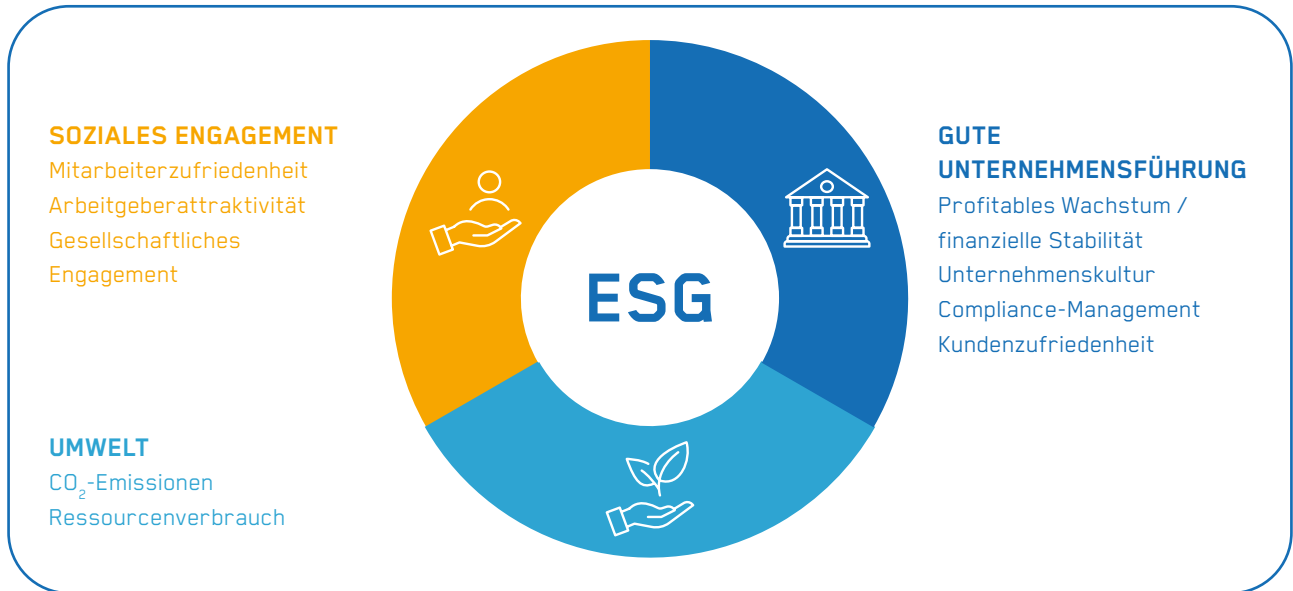 SOZIALES ENGAGEMENT
Mitarbeiterzufriedenheit
Arbeitgeberattraktivität
Gesellschaftliches
Engagement
UMWELT
CO₂-Emissionen
Ressourcenverbrauch
ESG
GUTE
UNTERNEHMENSFÜHRUNG
Profitables Wachstum /
finanzielle Stabilität
Unternehmenskultur
Compliance-Management
Kundenzufriedenheit